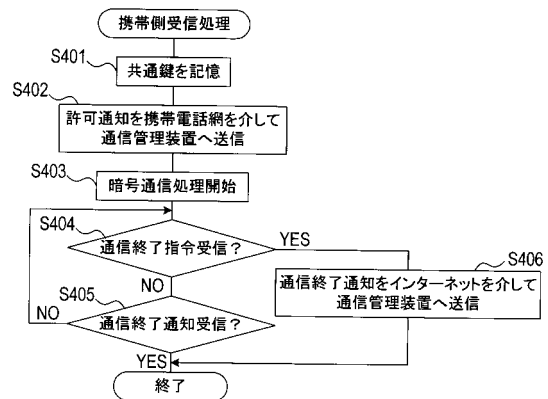 携帯側受信処理
S401
共通鍵を記憶
S402
許可通知を携帯電話網を介して
通信管理装置へ送信
S403
暗号通信処理開始
S404
通信終了指令受信？
YES
NO
S406
通信終了通知をインターネットを介して
通信管理装置へ送信
S405
通信終了通知受信？
NO
YES
終了